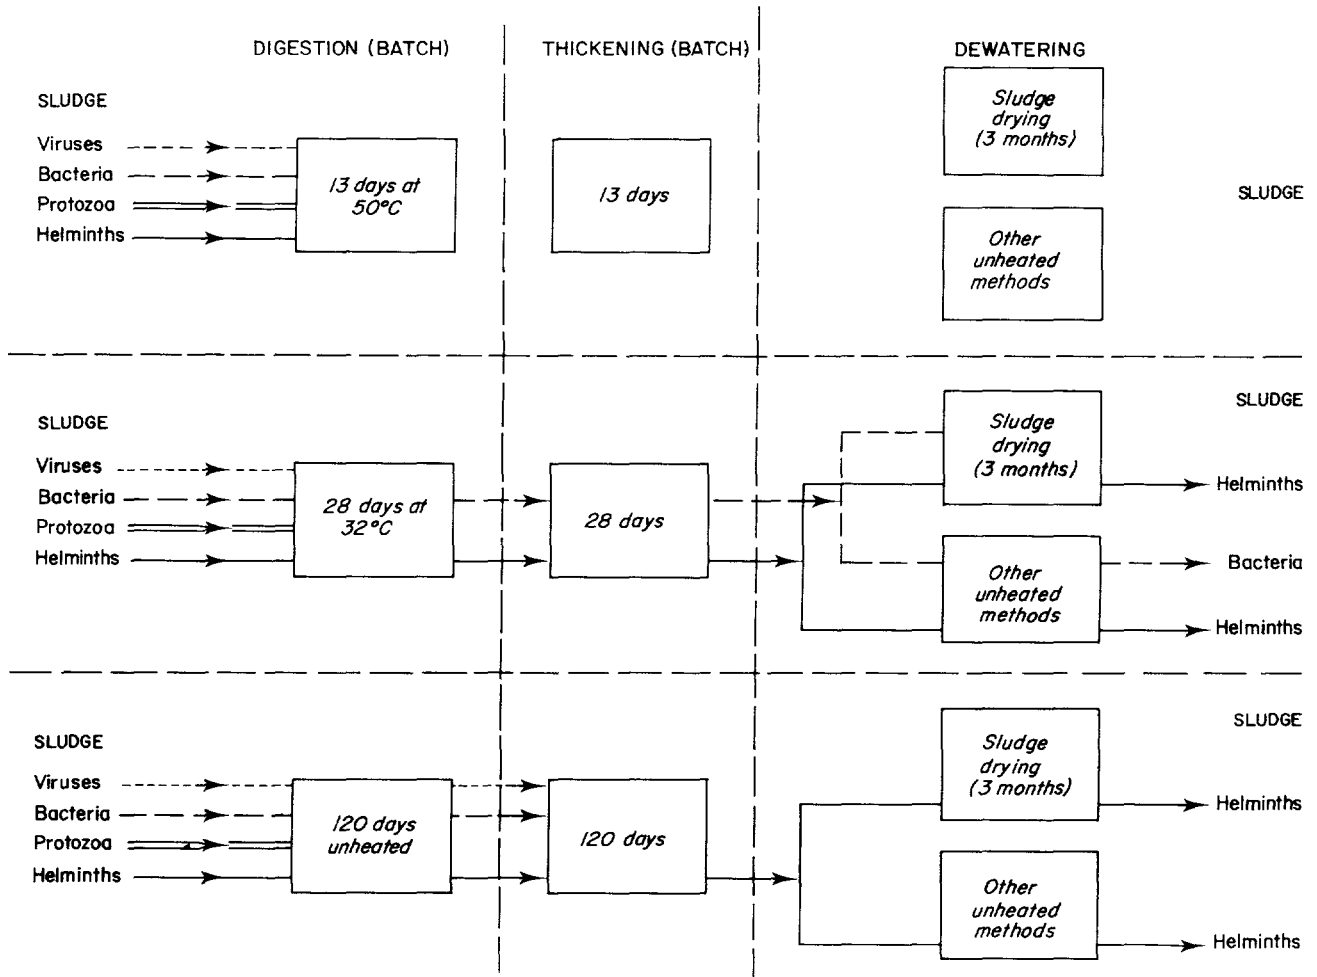 DIGESTION (BATCH)
THICKENING (BATCH)
DEWATERING
SLUDGE
Viruses
Bacteria
Protozoa
Helminths
13 days at
50°C
13 days
Sludge
drying
(3 months)
Other
unheated
methods
SLUDGE
SLUDGE
Viruses
Bacteria
Protozoa
Helminths
28 days at
32°C
28 days
Sludge
drying
(3 months)
Other
unheated
methods
SLUDGE
Helminths
Bacteria
Helminths
SLUDGE
Viruses
Bacteria
Protozoa
Helminths
120 days
unheated
120 days
Sludge
drying
(3 months)
Other
unheated
methods
SLUDGE
Helminths
Helminths